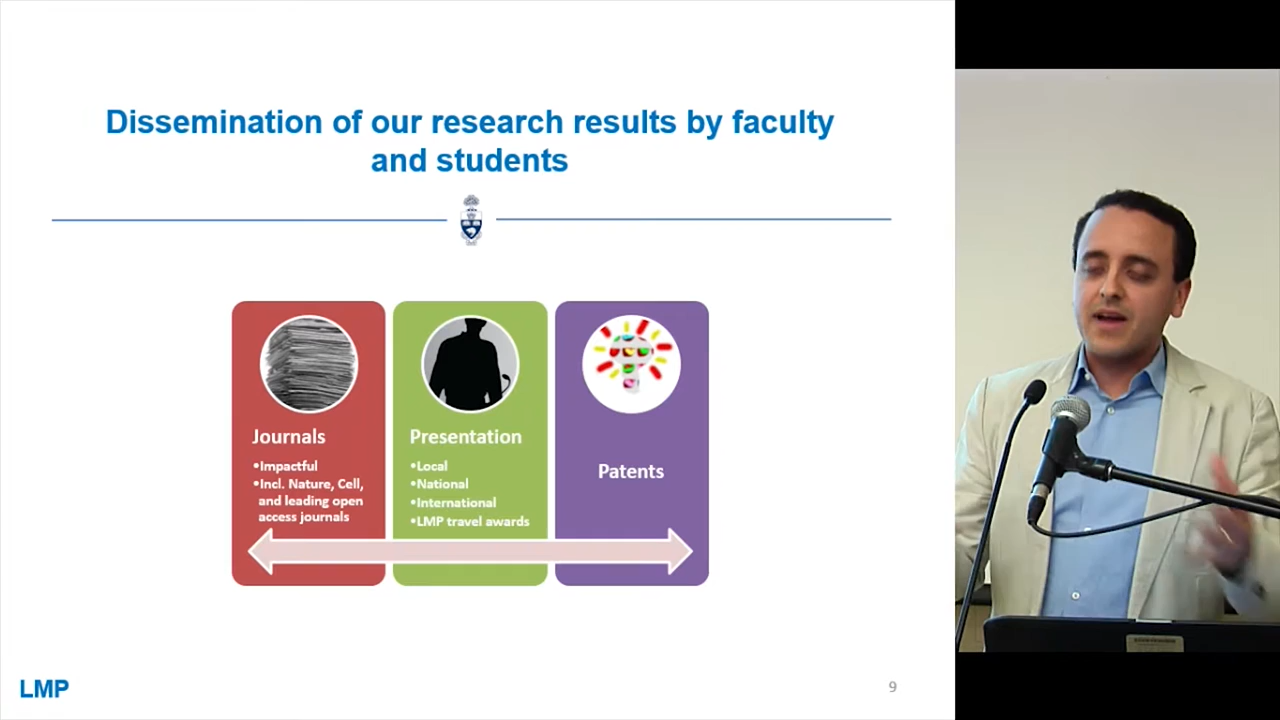 Dissemination of our research results by faculty
and students
Journals
•Impactful
•Incl. Nature, Cell,
and leading open
access journals
Presentation
•Local
•National
•International
•LMP travel awards
Patents
LMP
9